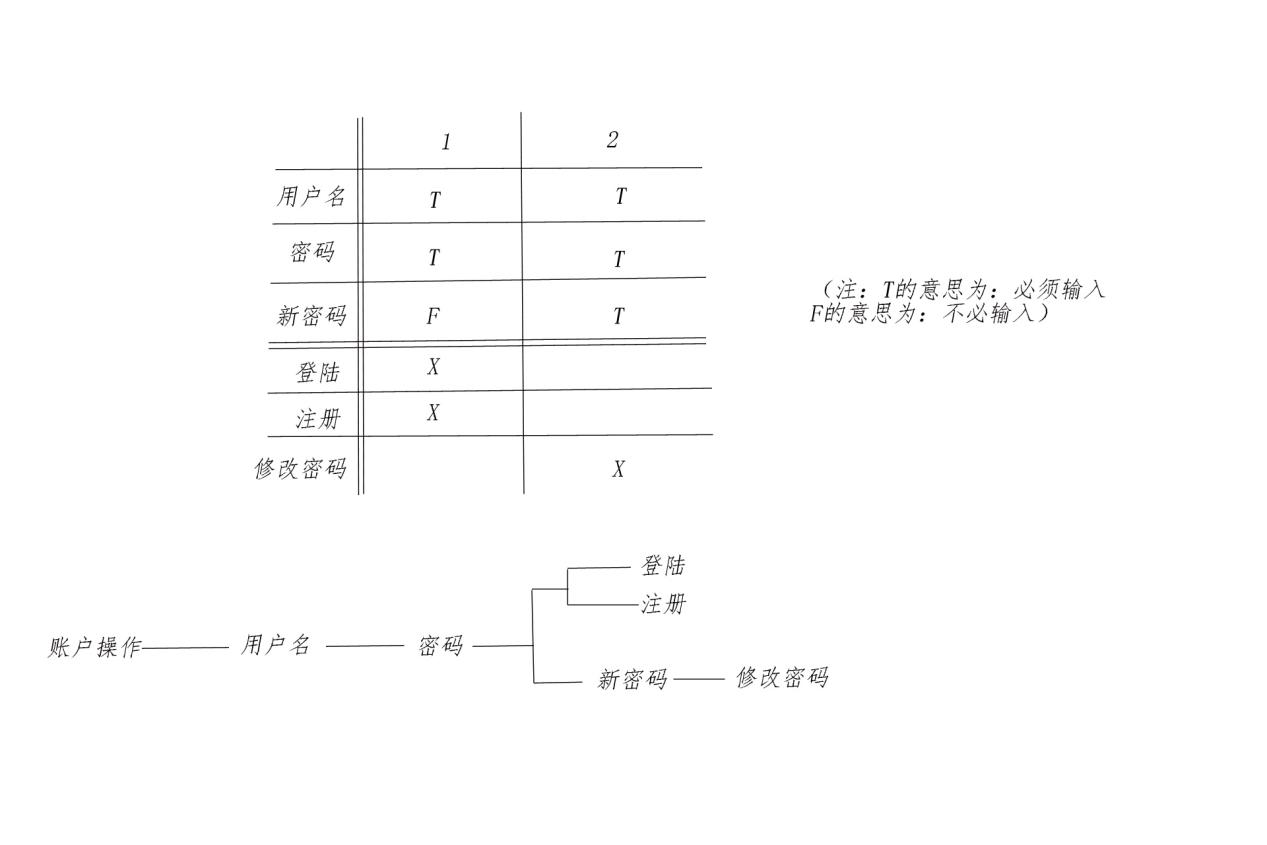 1 2
用户名 T T
密码 T T
新密码 F T
登陆 X
注册 X
修改密码 X
（注：T的意思为：必须输入
F的意思为：不必输入）
登陆
注册
账户操作 用户名 密码
新密码 修改密码